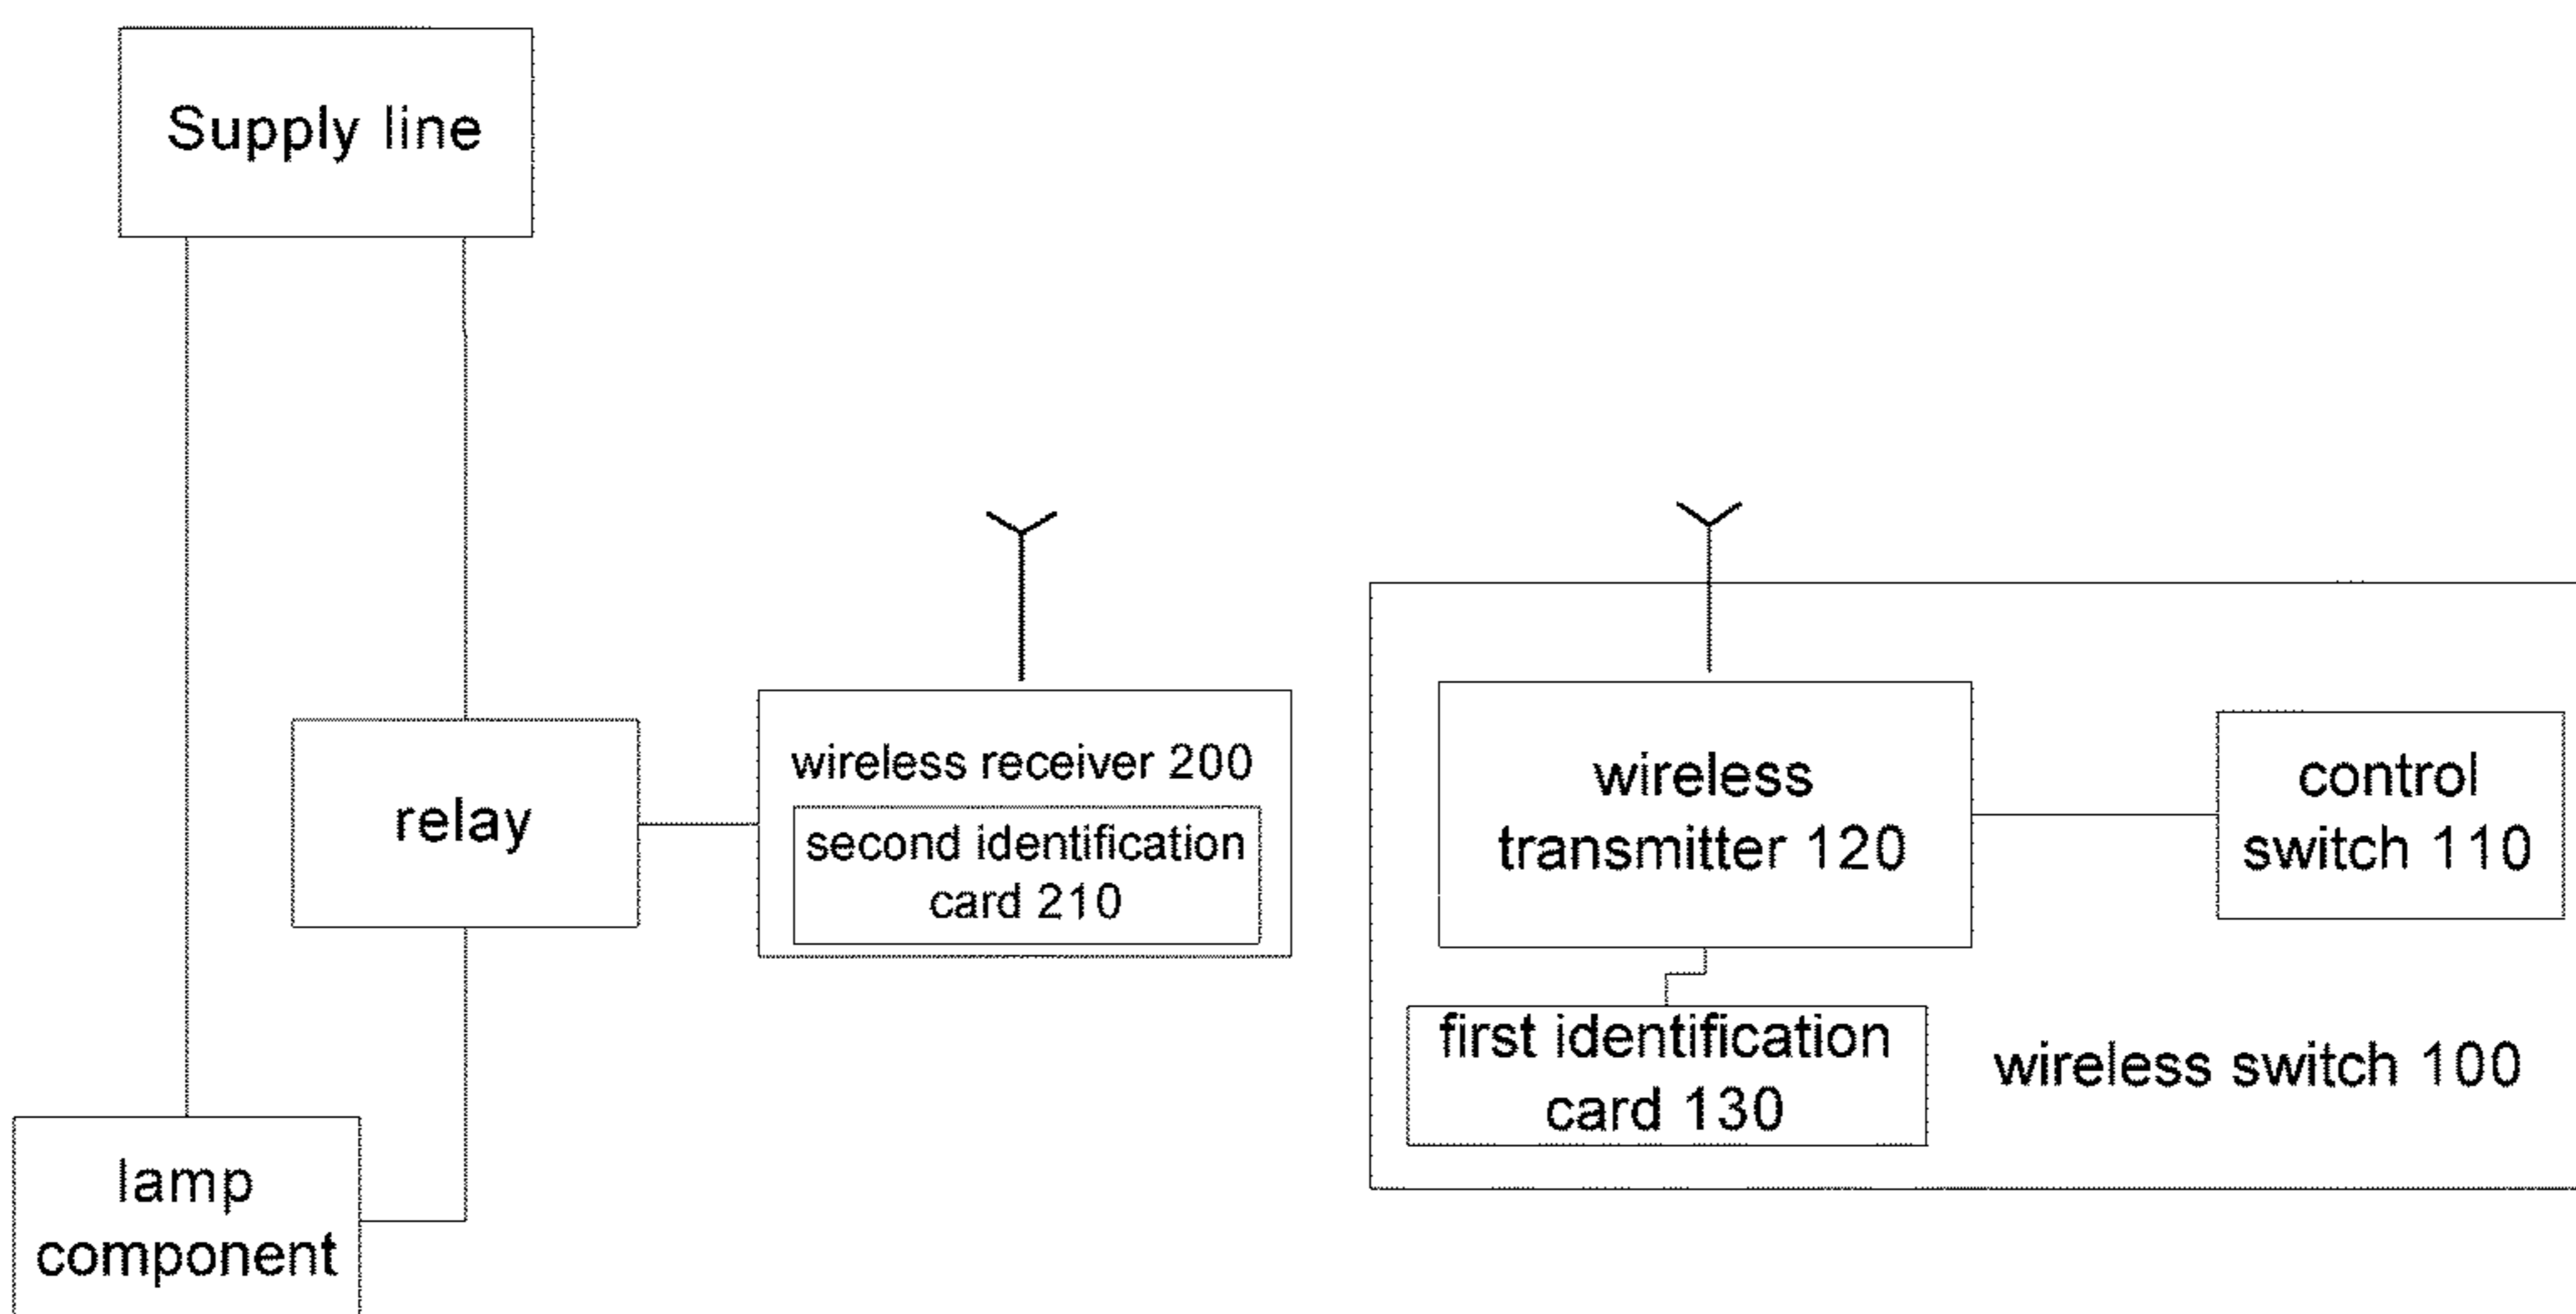 Supply line
relay
wireless receiver 200
second identification
card 210
wireless
transmitter 120
control
switch 110
first identification
card 130
wireless switch 100
lamp
component